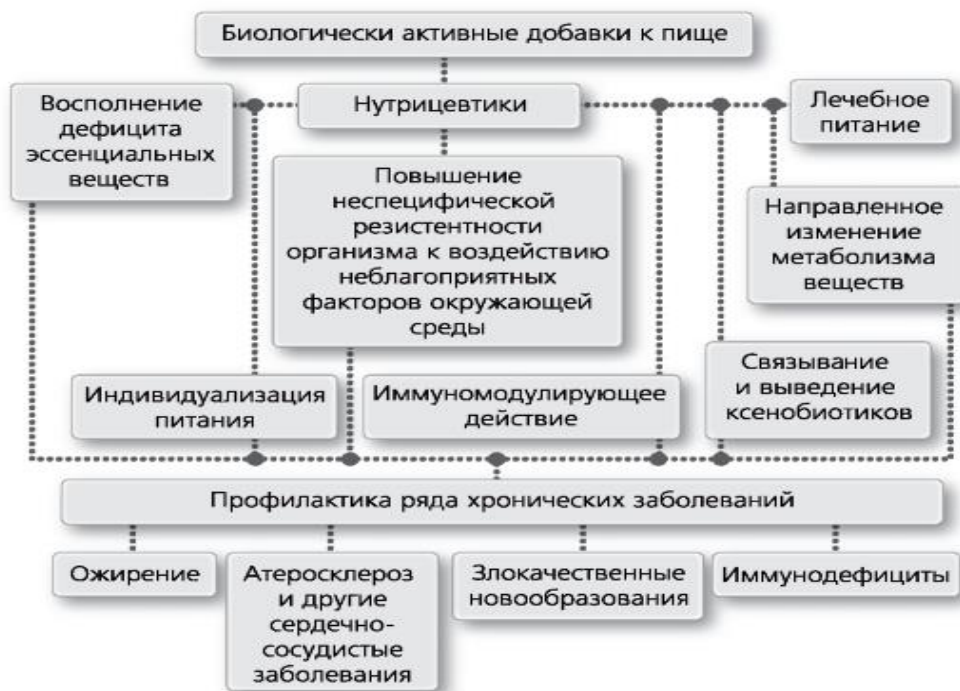 Биологически активные добавки к пище
Восполнение
дефицита
эссенциальных
веществ
Нутрицевтики
Лечебное
питание
Повышение
неспецифической
резистентности
организма к воздействию
неблагоприятных
факторов окружающей
среды
Направленное
изменение
метаболизма
веществ
Индивидуализация
питания
Иммуномодулирующее
действие
Связывание
и выведение
ксенобиотиков
Профилактика ряда хронических заболеваний
Ожирение
Атеросклероз
и другие
сердечно-
сосудистые
заболевания
Злокачественные
новообразования
Иммунодефициты